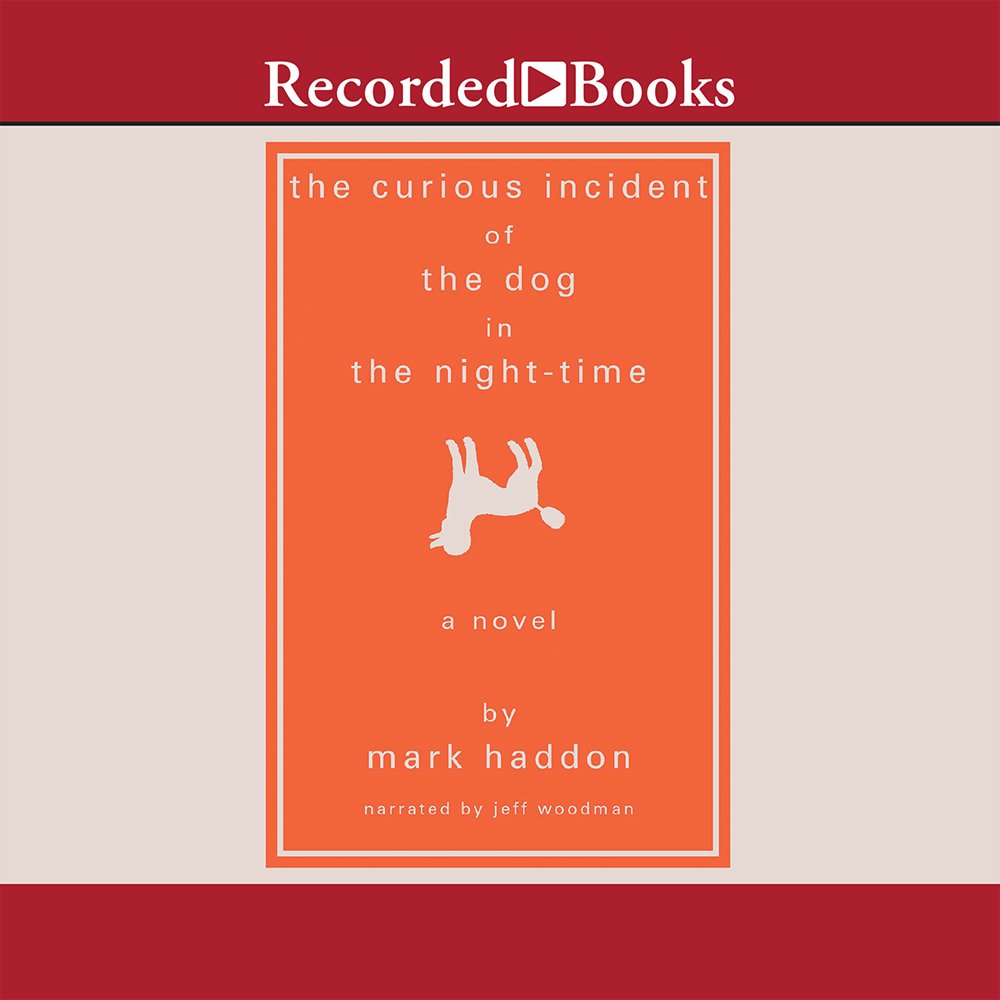 Recorded Books
the curious incident
of
the dog
in
the night-time
a novel
by
mark haddon
narrated by jeff woodman